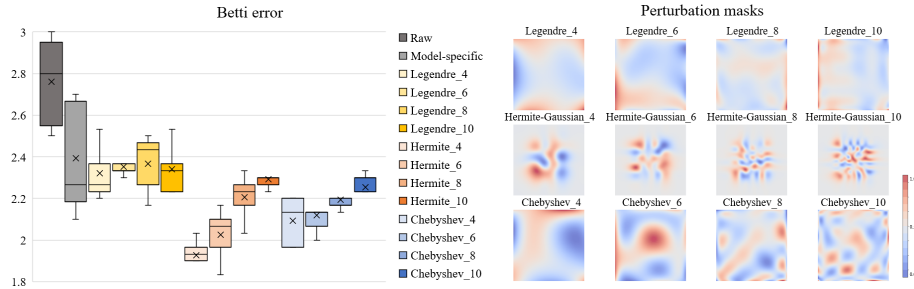 Betti error
3
2.8
2.6
2.4
2.2
2
1.8
Raw
Model-specific
Legendre_4
Legendre_6
Legendre_8
Legendre_10
Hermite_4
Hermite_6
Hermite_8
Hermite_10
Chebyshev_4
Chebyshev_6
Chebyshev_8
Chebyshev_10
Perturbation masks
Legendre_4 Legendre_6 Legendre_8 Legendre_10
Hermite-Gaussian_4 Hermite-Gaussian_6 Hermite-Gaussian_8 Hermite-Gaussian_10
Chebyshev_4 Chebyshev_6 Chebyshev_8 Chebyshev_10